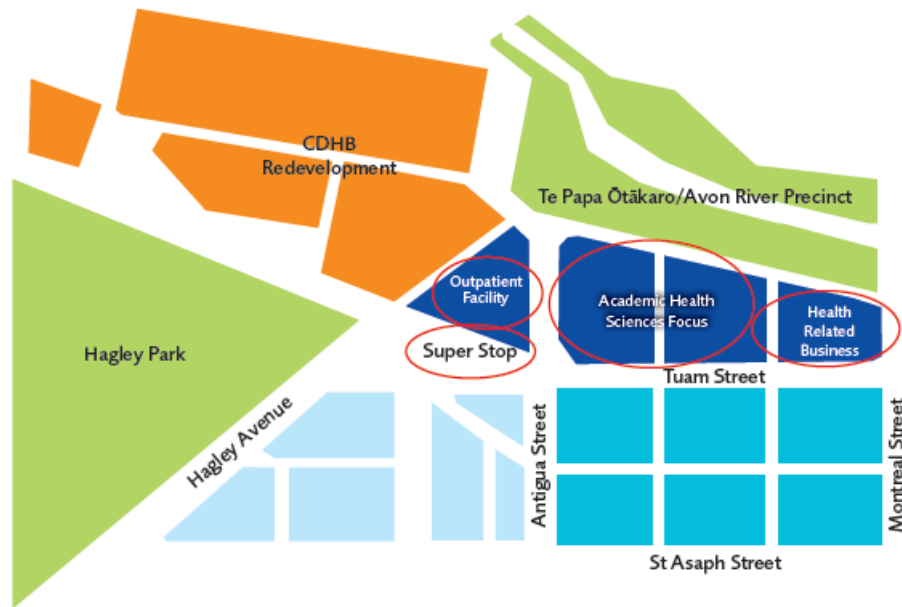 CDHB
Redevelopment
Te Papa Ōtākaro/Avon River Precinct
Outpatient
Facility
Academic Health
Sciences Focus
Health
Related
Business
Hagley Park
Super Stop
Tuam Street
Hagley Avenue
Antigua Street
Montreal Street
St Asaph Street